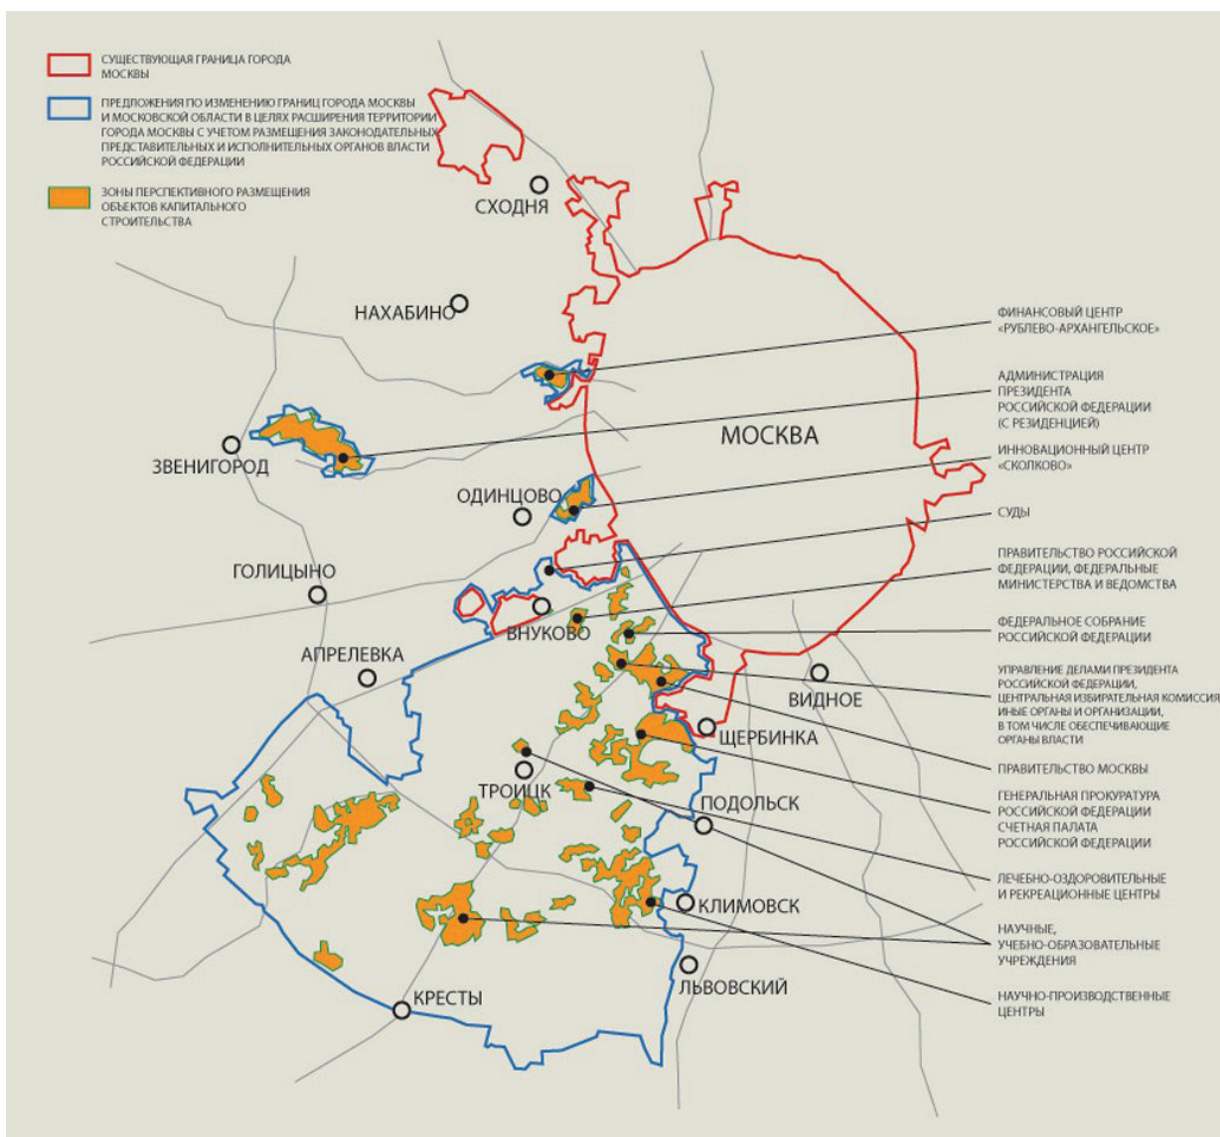 СУЩЕСТВУЮЩАЯ ГРАНИЦА ГОРОДА
МОСКВЫ
ПРЕДЛОЖЕНИЯ ПО ИЗМЕНЕНИЮ ГРАНИЦ ГОРОДА МОСКВЫ
И МОСКОВСКОЙ ОБЛАСТИ В ЦЕЛЯХ РАСШИРЕНИЯ ТЕРРИТОРИИ
ГОРОДА МОСКВЫ С УЧЕТОМ РАЗМЕЩЕНИЯ ЗАКОНОДАТЕЛЬНЫХ
ПРЕДСТАВИТЕЛЬНЫХ И ИСПОЛНИТЕЛЬНЫХ ОРГАНОВ ВЛАСТИ
РОССИЙСКОЙ ФЕДЕРАЦИИ
ЗОНЫ ПЕРСПЕКТИВНОГО РАЗМЕЩЕНИЯ
ОБЪЕКТОВ КАПИТАЛЬНОГО
СТРОИТЕЛЬСТВА
СХОДНЯ
НАХАБИНО
МОСКВА
ЗВЕНИГОРОД
ОДИНЦОВО
ГОЛИЦЫНО
ВНУКОВО
АПРЕЛЕВКА
ВИДНОЕ
ЩЕРБИНКА
ТРОИЦК
ПОДОЛЬСК
КЛИМОВСК
ЛЬВОВСКИЙ
КРЕСТЫ
ФИНАНСОВЫЙ ЦЕНТР
«РУБЛЕВО-АРХАНГЕЛЬСКОЕ»
АДМИНИСТРАЦИЯ
ПРЕЗИДЕНТА
РОССИЙСКОЙ ФЕДЕРАЦИИ
(С РЕЗИДЕНЦИЕЙ)
ИННОВАЦИОННЫЙ ЦЕНТР
«СКОЛКОВО»
СУДЫ
ПРАВИТЕЛЬСТВО РОССИЙСКОЙ
ФЕДЕРАЦИИ, ФЕДЕРАЛЬНЫЕ
МИНИСТЕРСТВА И ВЕДОМСТВА
ФЕДЕРАЛЬНОЕ СОБРАНИЕ
РОССИЙСКОЙ ФЕДЕРАЦИИ
УПРАВЛЕНИЕ ДЕЛАМИ ПРЕЗИДЕНТА
РОССИЙСКОЙ ФЕДЕРАЦИИ,
ЦЕНТРАЛЬНАЯ ИЗБИРАТЕЛЬНАЯ КОМИССИЯ
ИНЫЕ ОРГАНЫ И ОРГАНИЗАЦИИ,
В ТОМ ЧИСЛЕ ОБЕСПЕЧИВАЮЩИЕ
ОРГАНЫ ВЛАСТИ
ПРАВИТЕЛЬСТВО МОСКВЫ
ГЕНЕРАЛЬНАЯ ПРОКУРАТУРА
РОССИЙСКОЙ ФЕДЕРАЦИИ
СЧЕТНАЯ ПАЛАТА
РОССИЙСКОЙ ФЕДЕРАЦИИ
ЛЕЧЕБНО-ОЗДОРОВИТЕЛЬНЫЕ
И РЕКРЕАЦИОННЫЕ ЦЕНТРЫ
НАУЧНЫЕ,
УЧЕБНО-ОБРАЗОВАТЕЛЬНЫЕ
УЧРЕЖДЕНИЯ
НАУЧНО-ПРОИЗВОДСТВЕННЫЕ
ЦЕНТРЫ